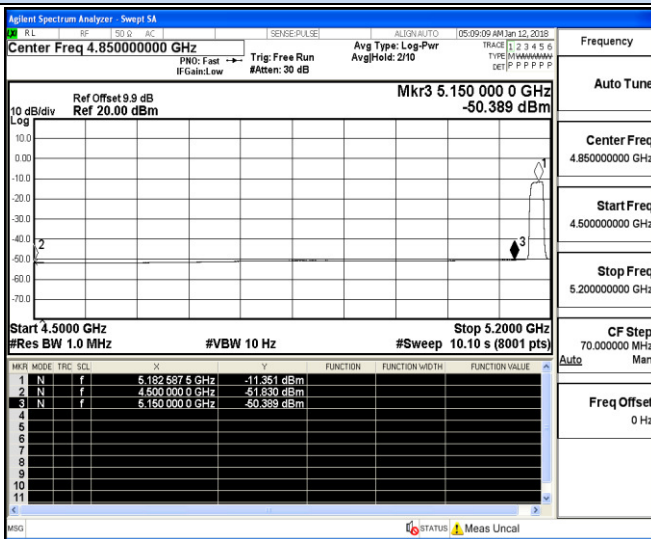 Agilent Spectrum Analyzer - Swept SA
RL RF 50 Ω AC SENSE:PULSE ALIGN AUTO 05:09:09 AM Jan 12, 2018
Center Freq 4.850000000 GHz
PNO: Fast
IFGain:Low
Trig: Free Run
#Atten: 30 dB
Avg Type: Log-Pwr
Avg|Hold: 2/10
TRACE 1 2 3 4 5 6
TYPE MWWWWW
DET P P P P P P
Ref Offset 9.9 dB
10 dB/div Ref 20.00 dBm
Log
Mkr3 5.150 000 0 GHz
-50.389 dBm
10.0
0.00
-10.0
-20.0
-30.0
-40.0
-50.0
-60.0
-70.0
1
2
3
Start 4.5000 GHz Stop 5.2000 GHz
#Res BW 1.0 MHz #VBW 10 Hz #Sweep 10.10 s (8001 pts)
MKR MODE TRC SCL X Y FUNCTION FUNCTION WIDTH FUNCTION VALUE
1 N f 5.182 587 5 GHz -11.351 dBm
2 N f 4.500 000 0 GHz -51.830 dBm
3 N f 5.150 000 0 GHz -50.389 dBm
4
5
6
7
8
9
10
11
MSG STATUS Meas Uncal
Frequency
Auto Tune
Center Freq
4.850000000 GHz
Start Freq
4.500000000 GHz
Stop Freq
5.200000000 GHz
CF Step
70.000000 MHz
Auto Man
Freq Offset
0 Hz